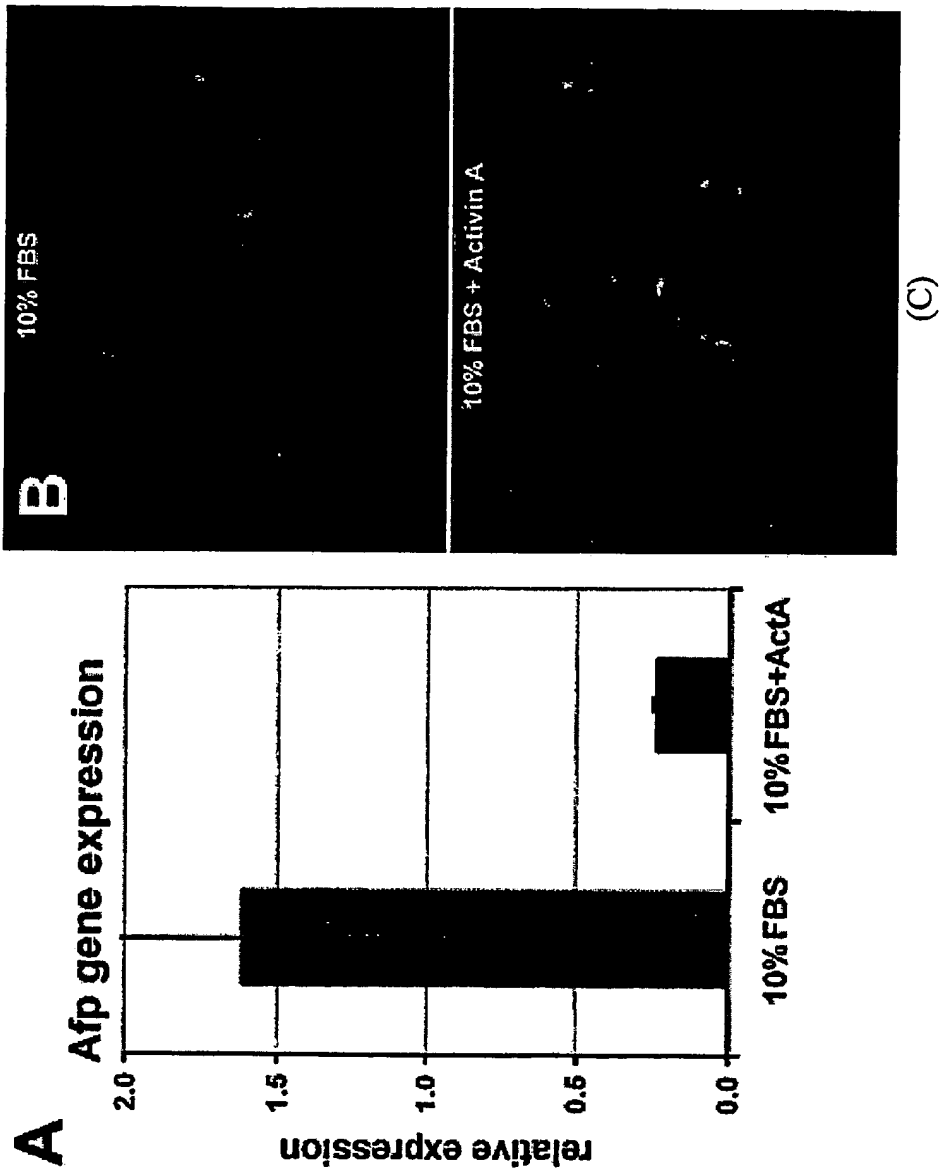 A
Afp gene expression
relative expression
2.0
1.5
1.0
0.5
0.0
10%FBS
10%FBS+ActA
B
10% FBS
10% FBS + Activin A
(C)